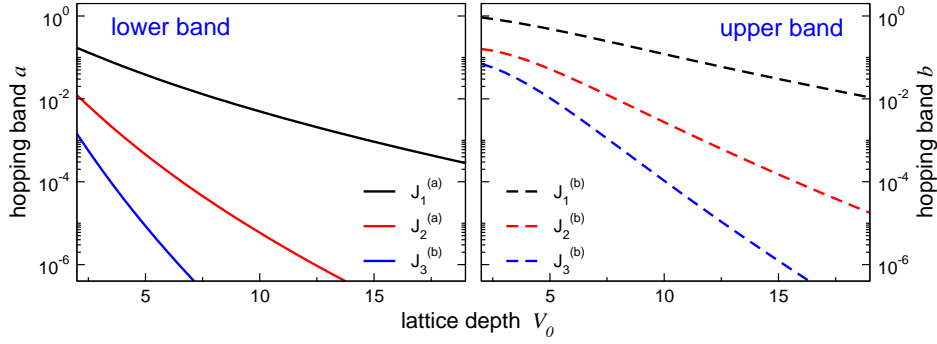 lower band
upper band
hopping band a
10^0
10^-2
10^-4
10^-6
J_1^(a)
J_2^(a)
J_3^(b)
5
10
15
J_1^(b)
J_2^(b)
J_3^(b)
5
10
15
10^0
10^-2
10^-4
10^-6
hopping band b
lattice depth V_0